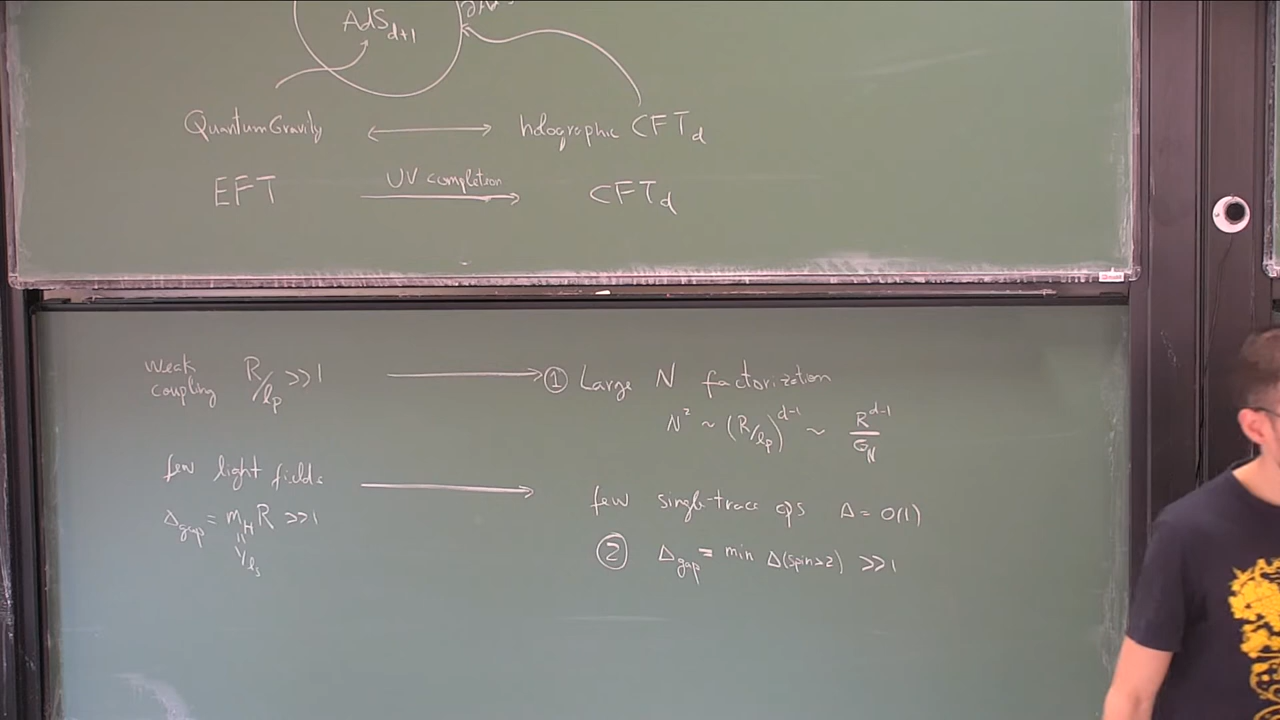 AdS_{d+1}
Quantum Gravity ⟷ holographic CFT_d
EFT UV completion ⟶ CFT_d
weak coupling R/l_p >> 1 ⟶ ① Large N factorization
N² ~ (R/l_p)^{d-1} ~ R^{d-1}/G_N
few light fields ⟶ few single-trace ops Δ = O(1)
Δ_gap = m_H R >> 1
② Δ_gap = min Δ(spin>2) >> 1
1/l_s